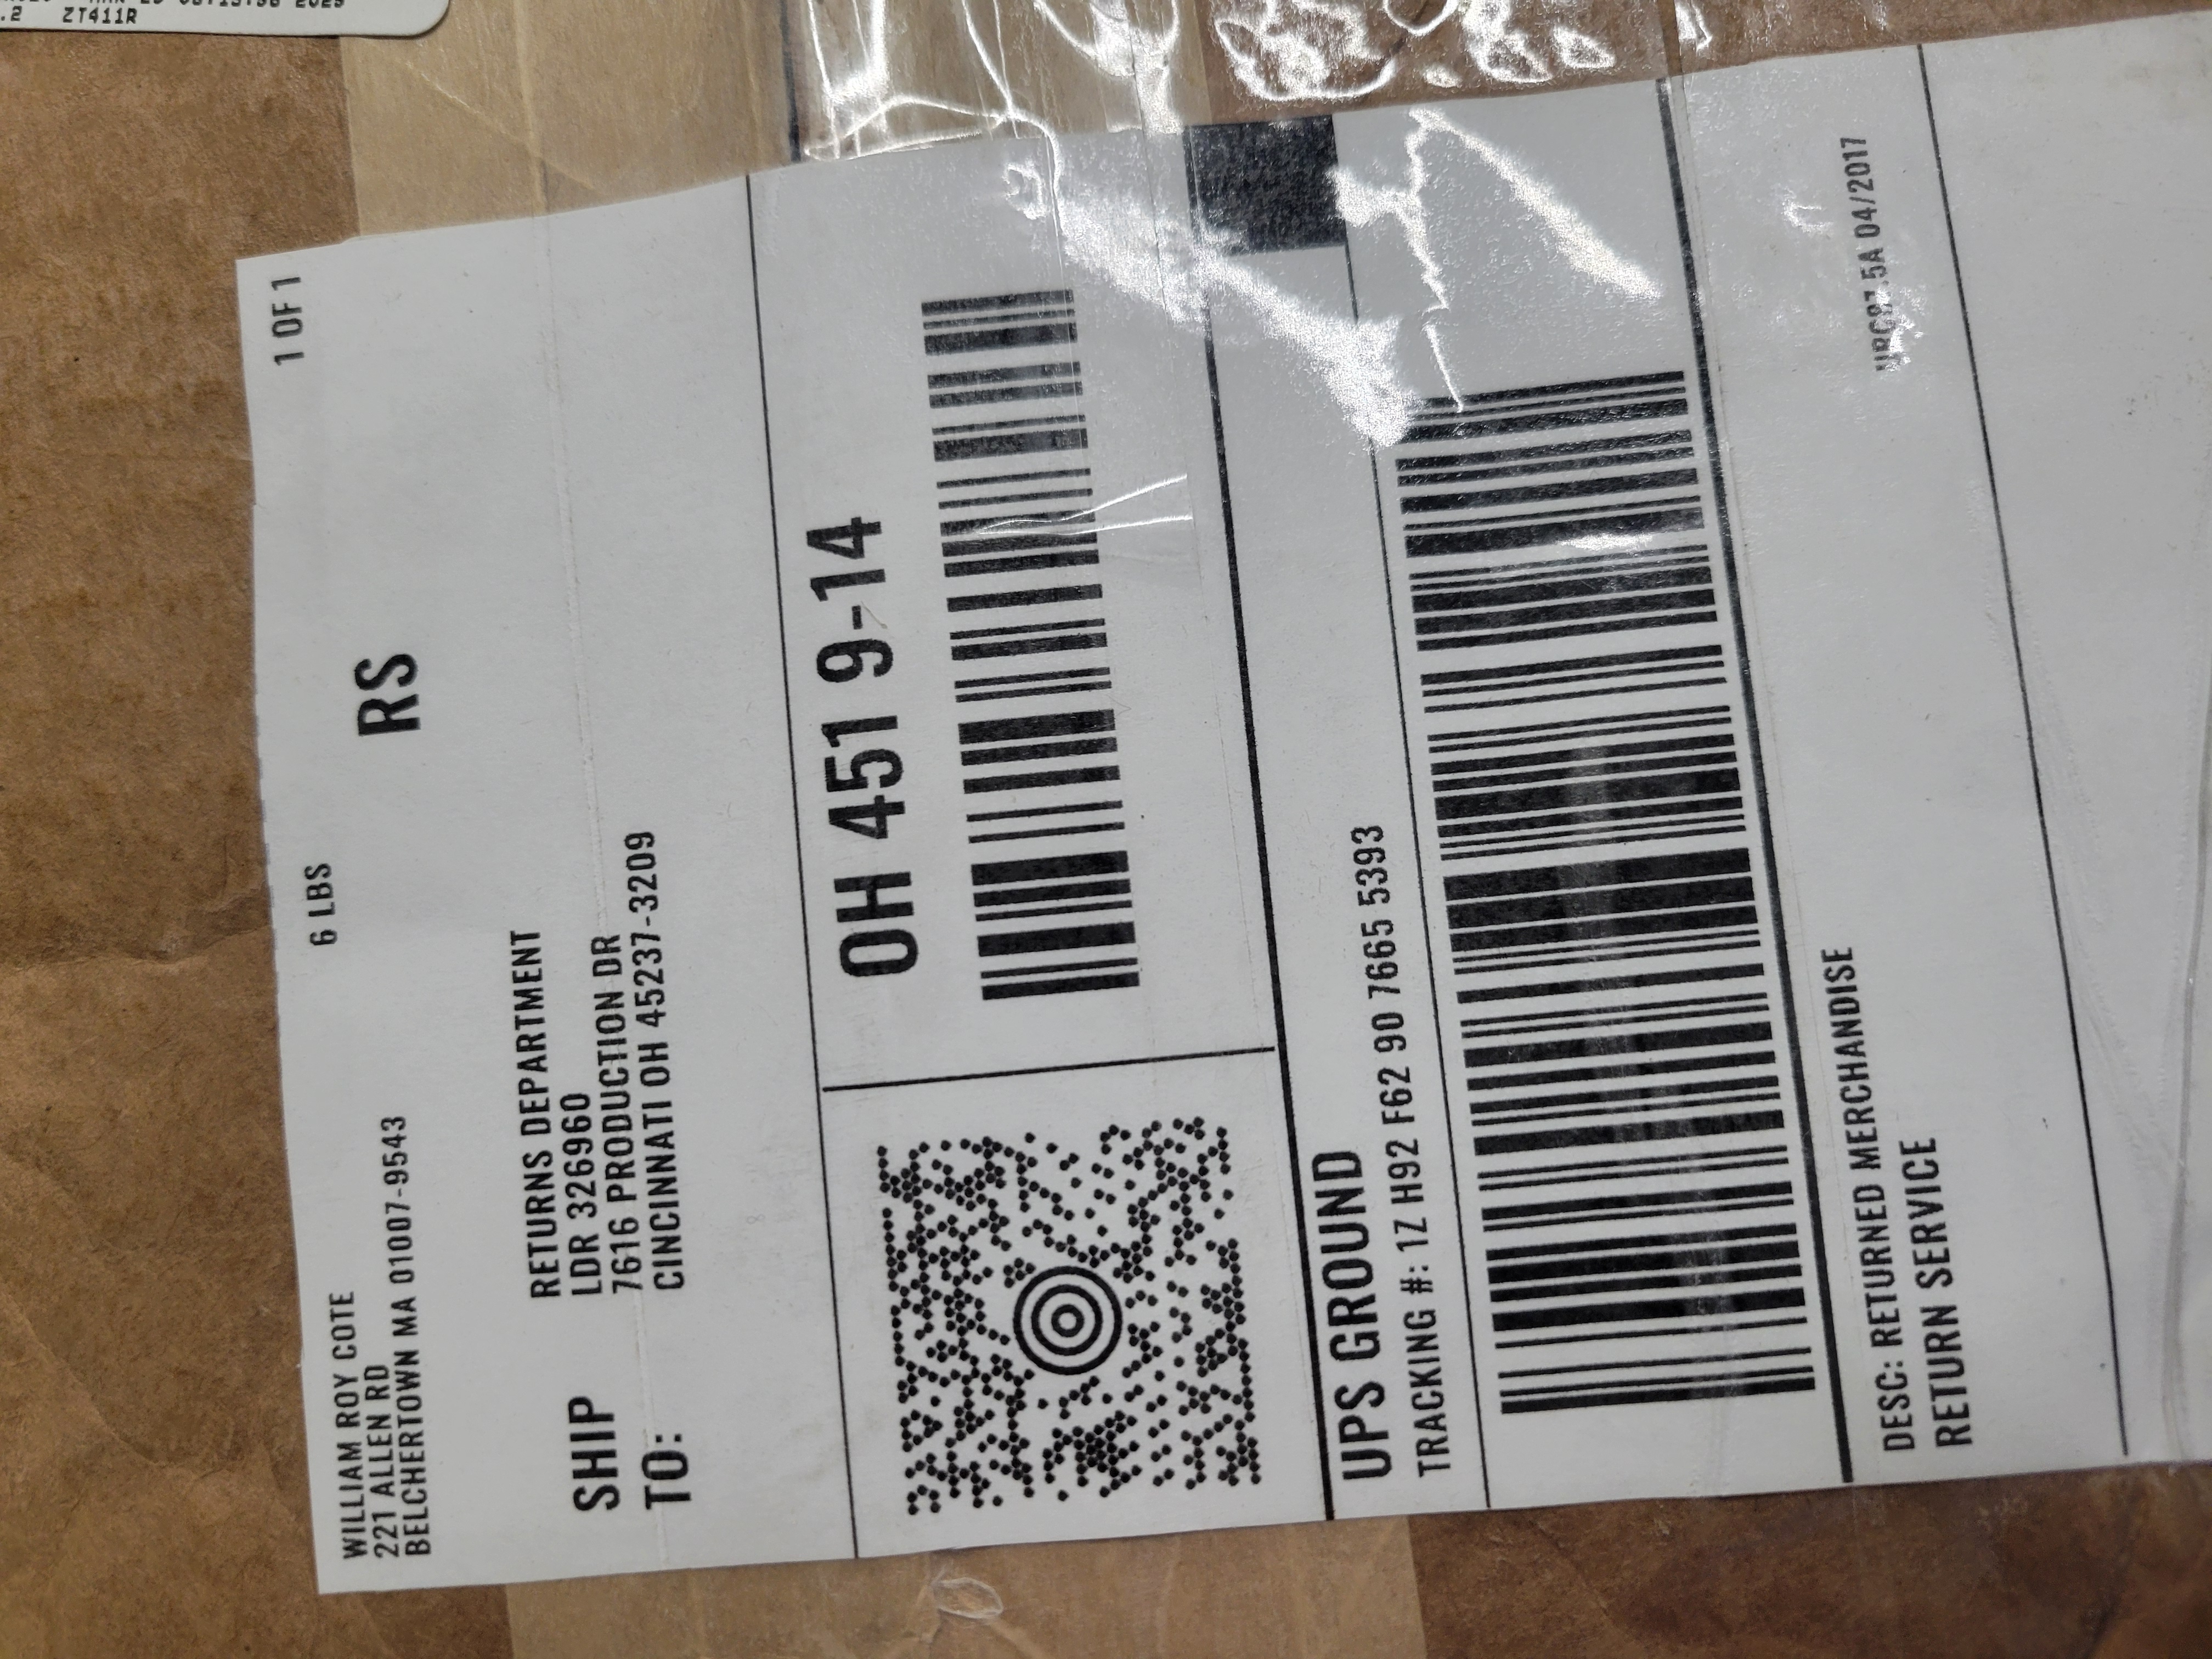 2025
.2 ZT411R
WILLIAM ROY COTE
221 ALLEN RD
BELCHERTOWN MA 01007-9543
6 LBS
1 OF 1
RS
SHIP
TO:
RETURNS DEPARTMENT
LDR 326960
7616 PRODUCTION DR
CINCINNATI OH 45237-3209
OH 451 9-14
UPS GROUND
TRACKING #: 1Z H92 F62 90 7665 5393
DESC: RETURNED MERCHANDISE
RETURN SERVICE
04/2017